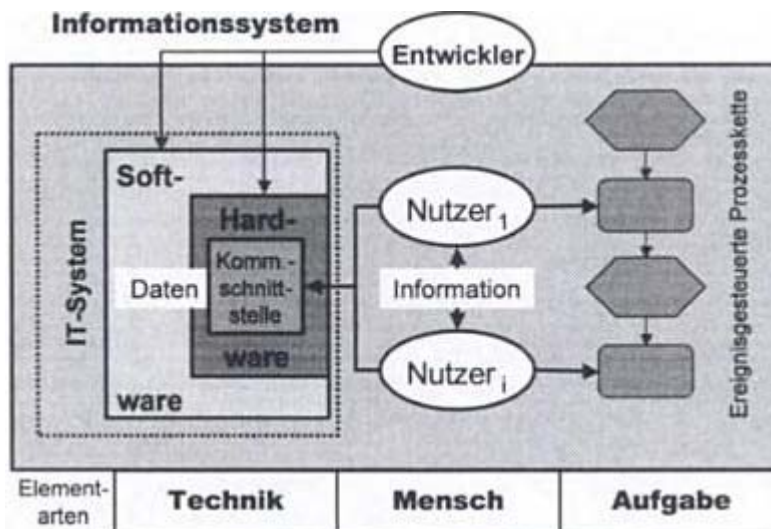 Informationssystem
Entwickler
IT-System
Soft-
Hard-
Komm.-
schnitt-
stelle
Daten
ware
ware
Nutzer1
Information
Nutzeri
Ereignisgesteuerte Prozesskette
Element-
arten
Technik
Mensch
Aufgabe